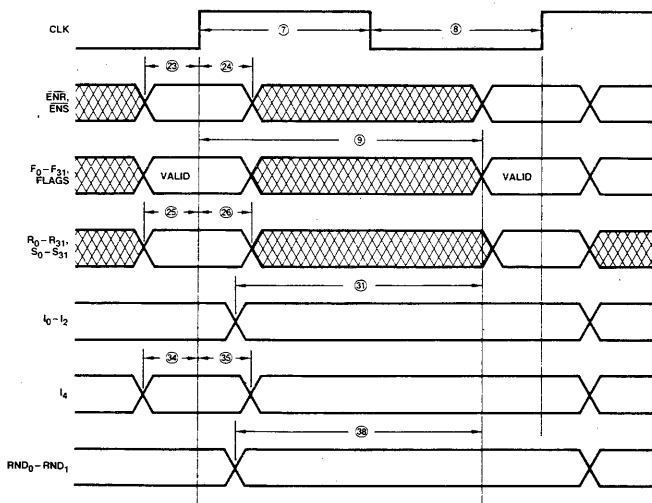 CLK
⑦
⑧
㉓
㉔
ENR,
ENS
⑨
F₀ – F₃₁,
FLAGS
VALID
VALID
㉕
㉖
R₀ – R₃₁,
S₀ – S₃₁
㉛
I₀ – I₂
㉞
㉟
I₄
㊳
RND₀ – RND₁